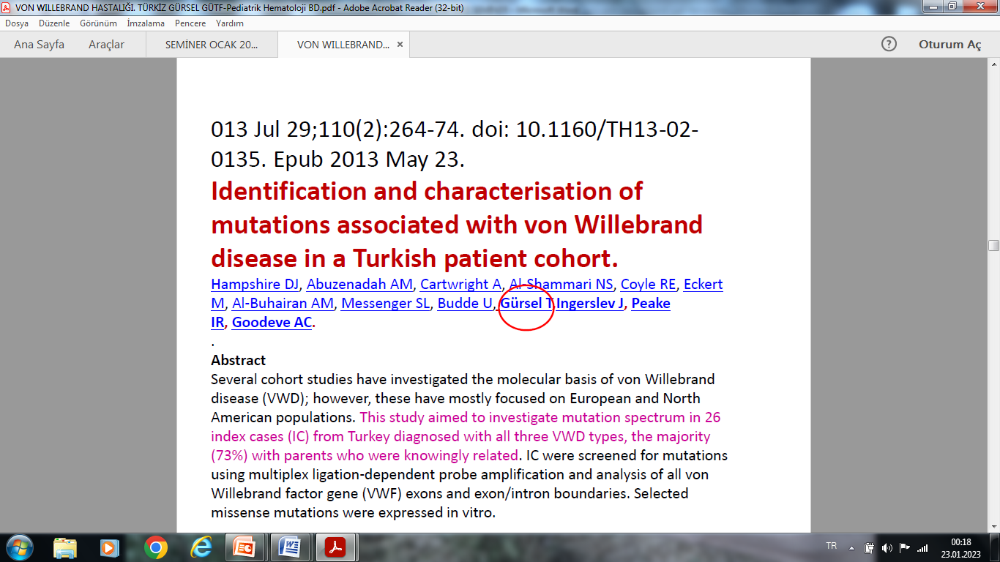 VON WILLEBRAND HASTALIĞI. TÜRKİZ GÜRSEL GÜTF-Pediatrik Hematoloji BD.pdf - Adobe Acrobat Reader (32-bit)
Dosya Düzenle Görünüm İmzalama Pencere Yardım
Ana Sayfa Araçlar SEMİNER OCAK 20... VON WILLEBRAND... × ? Oturum Aç
013 Jul 29;110(2):264-74. doi: 10.1160/TH13-02-
0135. Epub 2013 May 23.
Identification and characterisation of
mutations associated with von Willebrand
disease in a Turkish patient cohort.
Hampshire DJ, Abuzenadah AM, Cartwright A, Al-Shammari NS, Coyle RE, Eckert
M, Al-Buhairan AM, Messenger SL, Budde U, Gürsel T,Ingerslev J, Peake
IR, Goodeve AC.
.
Abstract
Several cohort studies have investigated the molecular basis of von Willebrand
disease (VWD); however, these have mostly focused on European and North
American populations. This study aimed to investigate mutation spectrum in 26
index cases (IC) from Turkey diagnosed with all three VWD types, the majority
(73%) with parents who were knowingly related. IC were screened for mutations
using multiplex ligation-dependent probe amplification and analysis of all von
Willebrand factor gene (VWF) exons and exon/intron boundaries. Selected
missense mutations were expressed in vitro.
TR 00:18
23.01.2023